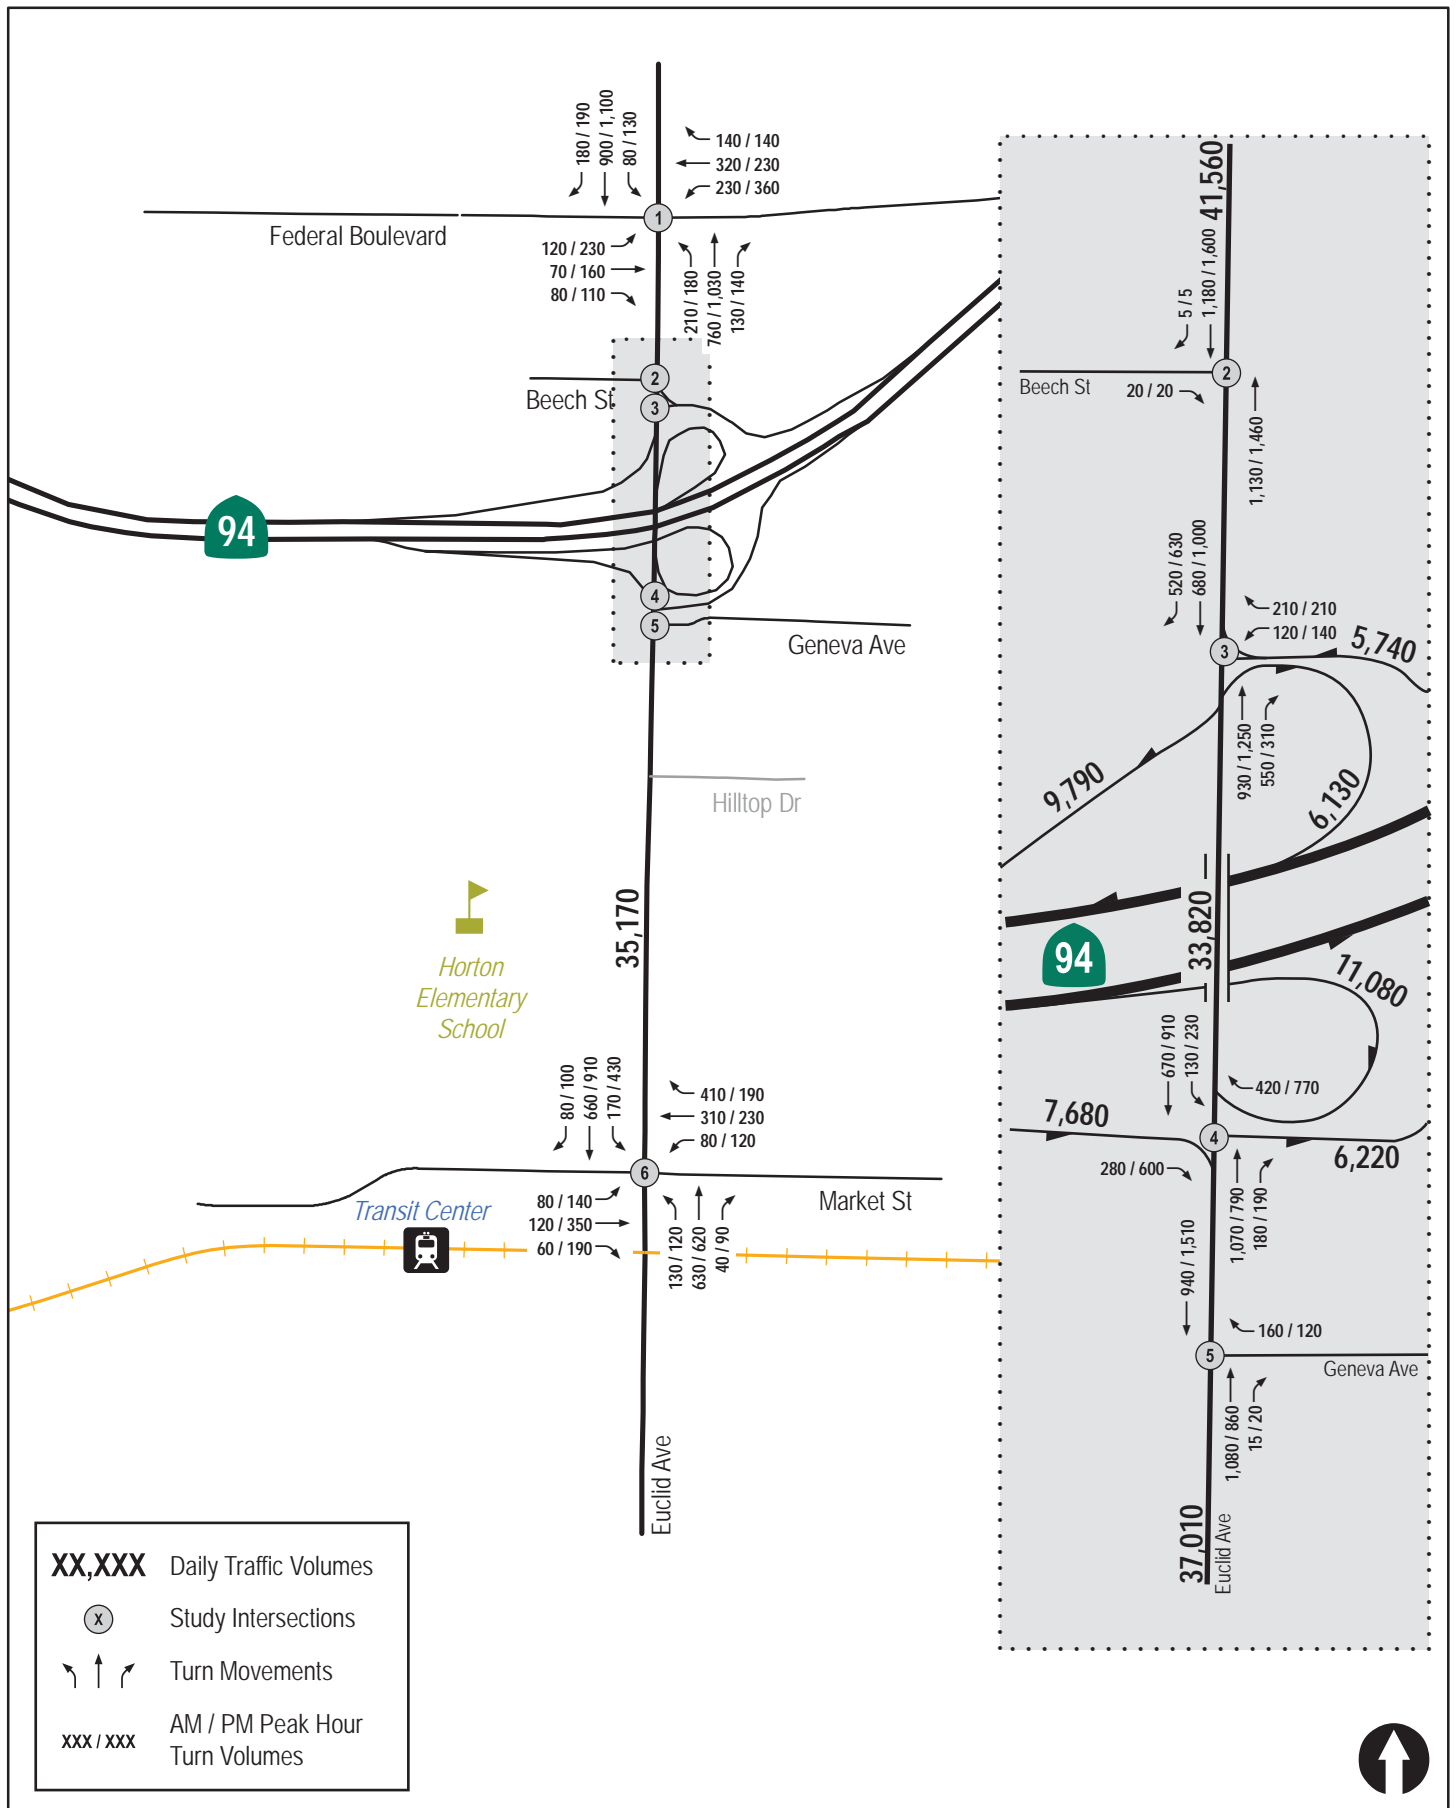 180 / 190
900 / 1,100
80 / 130
140 / 140
320 / 230
230 / 360
1
Federal Boulevard
120 / 230
70 / 160
80 / 110
210 / 180
760 / 1,030
130 / 140
2
Beech St
3
94
4
5
Geneva Ave
Hilltop Dr
35,170
Horton
Elementary
School
80 / 100
660 / 910
170 / 430
410 / 190
310 / 230
80 / 120
6
Market St
Transit Center
80 / 140
120 / 350
60 / 190
130 / 120
630 / 620
40 / 90
Euclid Ave
41,560
5 / 5
1,180 / 1,600
2
Beech St
20 / 20
1,130 / 1,460
520 / 630
680 / 1,000
210 / 210
120 / 140
3
5,740
930 / 1,250
550 / 310
9,790
6,130
33,820
94
11,080
670 / 910
130 / 230
420 / 770
7,680
4
6,220
280 / 600
1,070 / 790
180 / 190
940 / 1,510
160 / 120
5
Geneva Ave
1,080 / 860
15 / 20
37,010
Euclid Ave
XX,XXX Daily Traffic Volumes
X Study Intersections
Turn Movements
XXX / XXX AM / PM Peak Hour
Turn Volumes